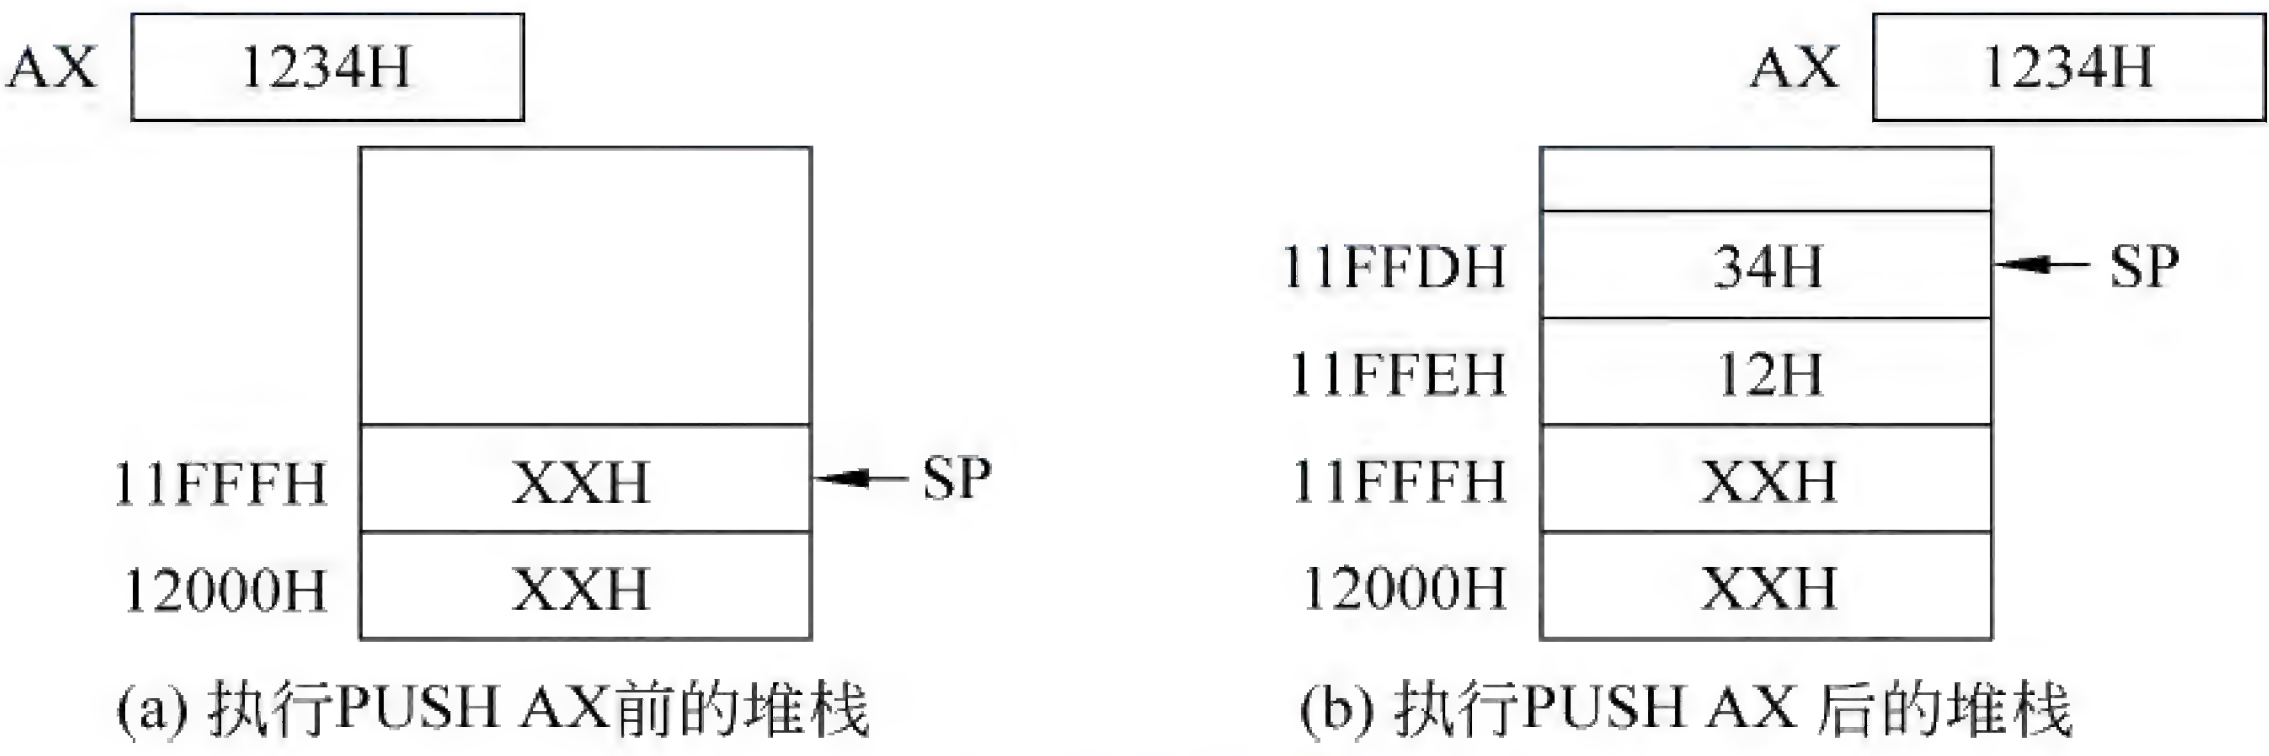 AX 1234H
11FFFH XXH SP
12000H XXH
(a) 执行PUSH AX前的堆栈
AX 1234H
11FFDH 34H SP
11FFEH 12H
11FFFH XXH
12000H XXH
(b) 执行PUSH AX 后的堆栈